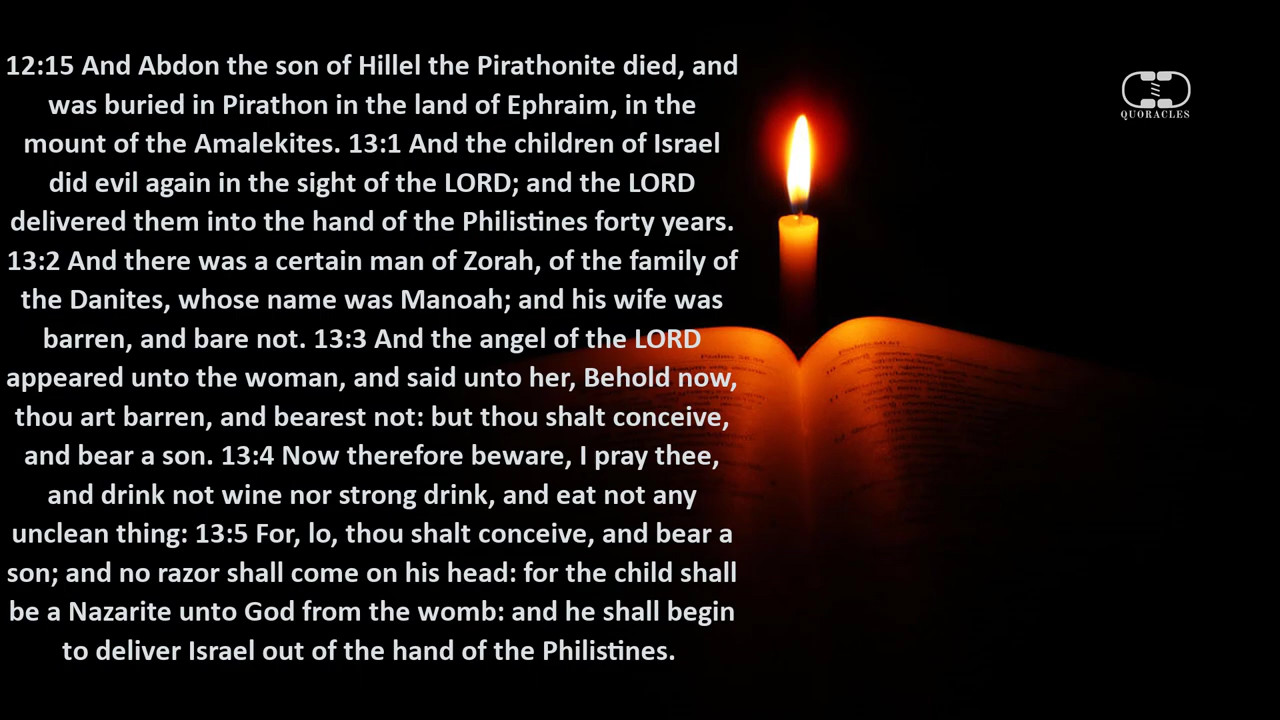 12:15 And Abdon the son of Hillel the Pirathonite died, and
was buried in Pirathon in the land of Ephraim, in the
mount of the Amalekites. 13:1 And the children of Israel
did evil again in the sight of the LORD; and the LORD
delivered them into the hand of the Philistines forty years.
13:2 And there was a certain man of Zorah, of the family of
the Danites, whose name was Manoah; and his wife was
barren, and bare not. 13:3 And the angel of the LORD
appeared unto the woman, and said unto her, Behold now,
thou art barren, and bearest not: but thou shalt conceive,
and bear a son. 13:4 Now therefore beware, I pray thee,
and drink not wine nor strong drink, and eat not any
unclean thing: 13:5 For, lo, thou shalt conceive, and bear a
son; and no razor shall come on his head: for the child shall
be a Nazarite unto God from the womb: and he shall begin
to deliver Israel out of the hand of the Philistines.
QUORACLES